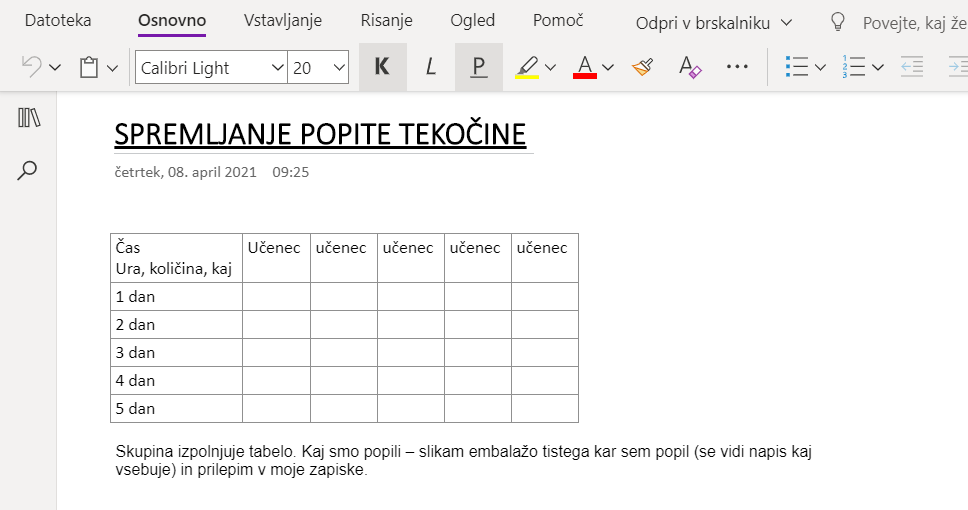 Datoteka Osnovno Vstavljanje Risanje Ogled Pomoč Odpri v brskalniku Povejte, kaj že
Calibri Light 20 K L P A A
SPREMLJANJE POPITE TEKOČINE
četrtek, 08. april 2021 09:25
Čas Učenec učenec učenec učenec učenec
Ura, količina, kaj
1 dan
2 dan
3 dan
4 dan
5 dan
Skupina izpolnjuje tabelo. Kaj smo popili – slikam embalažo tistega kar sem popil (se vidi napis kaj
vsebuje) in prilepim v moje zapiske.